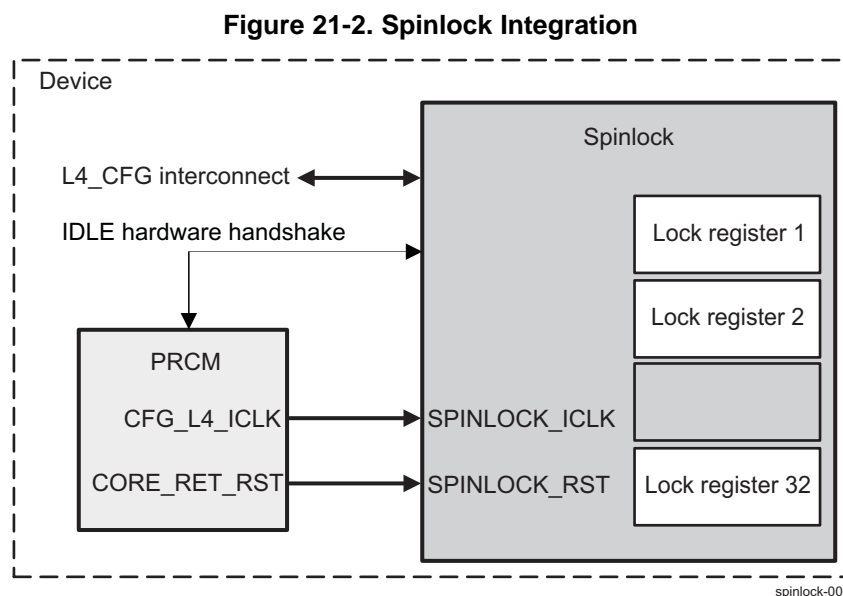 Figure 21-2. Spinlock Integration
Device
Spinlock
L4_CFG interconnect
IDLE hardware handshake
Lock register 1
Lock register 2
PRCM
CFG_L4_ICLK
SPINLOCK_ICLK
CORE_RET_RST
SPINLOCK_RST
Lock register 32
spinlock-00